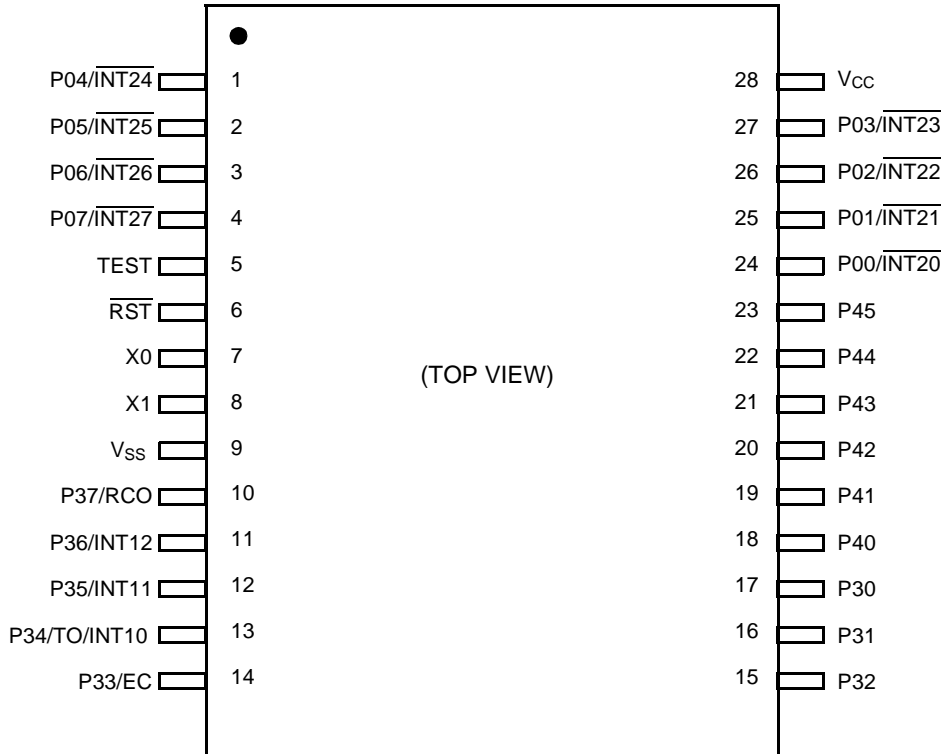 P04/INT24 1 28 VCC
P05/INT25 2 27 P03/INT23
P06/INT26 3 26 P02/INT22
P07/INT27 4 25 P01/INT21
TEST 5 24 P00/INT20
RST 6 23 P45
X0 7 22 P44
(TOP VIEW)
X1 8 21 P43
VSS 9 20 P42
P37/RCO 10 19 P41
P36/INT12 11 18 P40
P35/INT11 12 17 P30
P34/TO/INT10 13 16 P31
P33/EC 14 15 P32